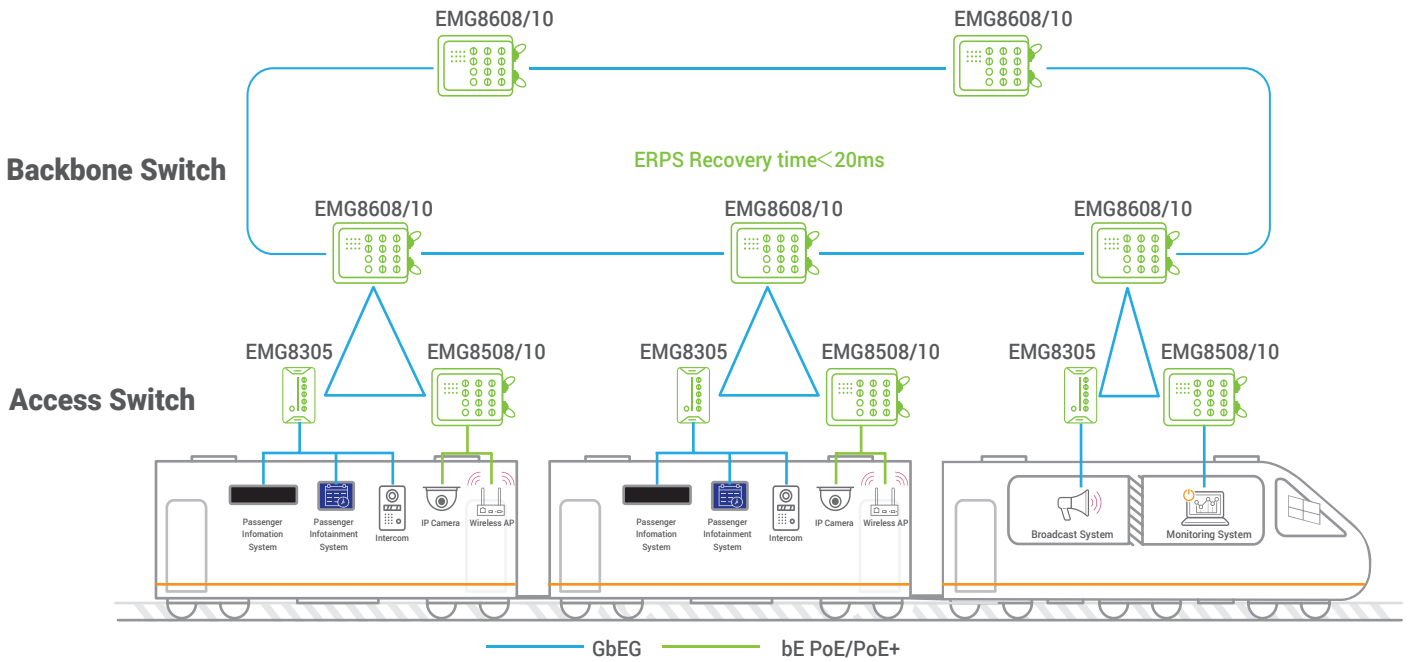 EMG8608/10
EMG8608/10
Backbone Switch
ERPS Recovery time<20ms
EMG8608/10
EMG8608/10
EMG8608/10
Access Switch
EMG8305
EMG8508/10
EMG8305
EMG8508/10
EMG8305
EMG8508/10
Passenger
Infomation
System
Passenger
Infotainment
System
Intercom
IP Camera
Wireless AP
Passenger
Infomation
System
Passenger
Infotainment
System
Intercom
IP Camera
Wireless AP
Broadcast System
Monitoring System
GbEG
bE PoE/PoE+